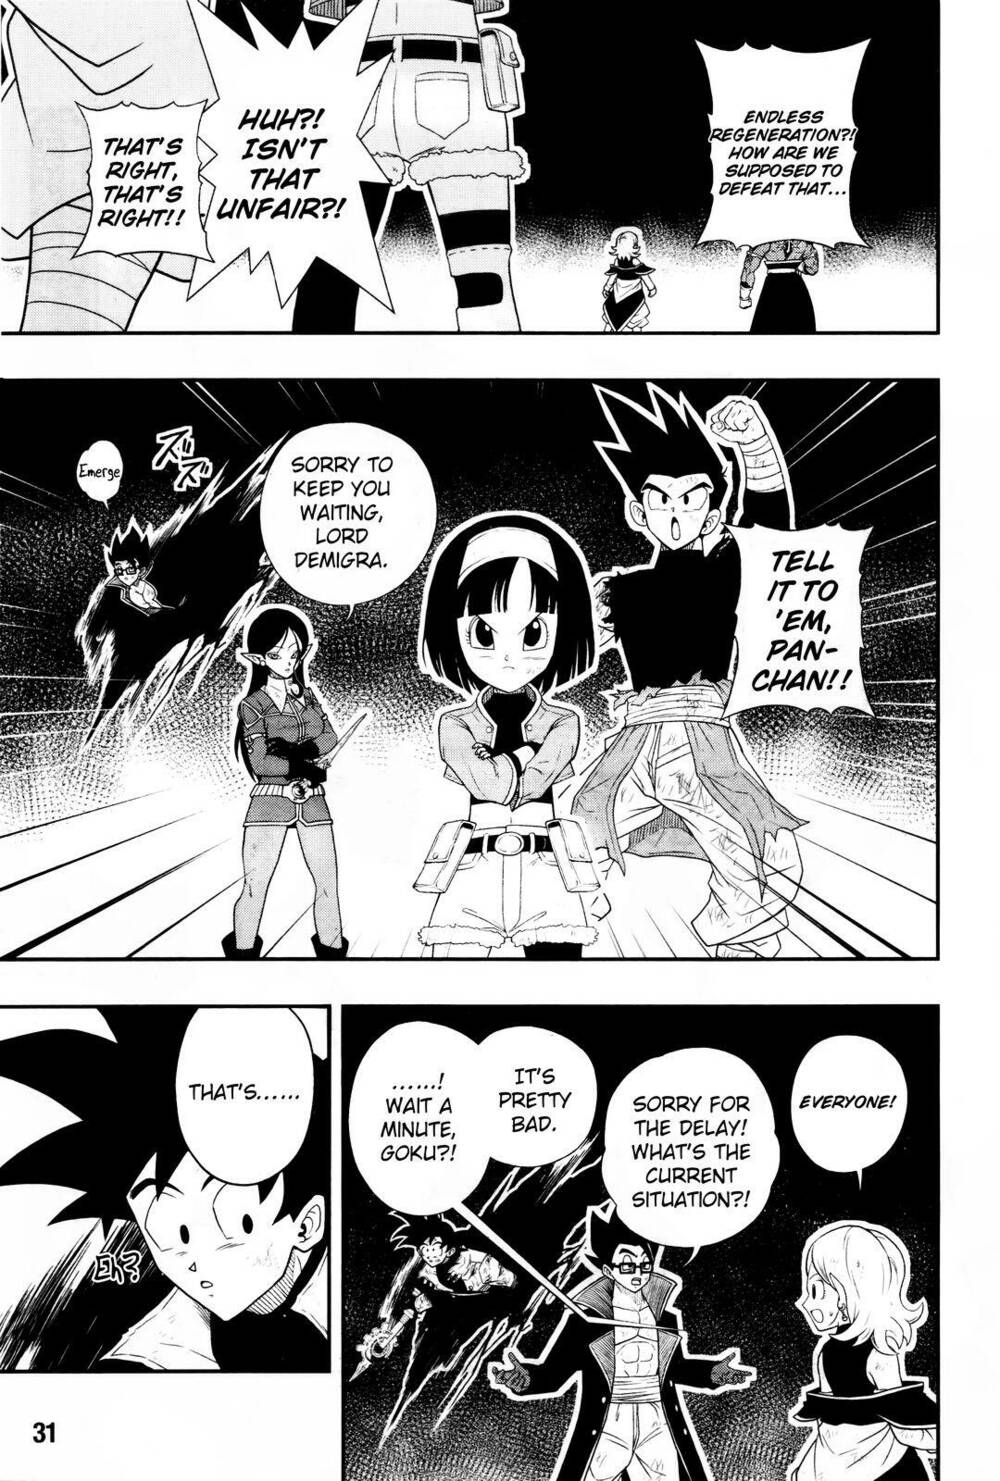 ENDLESS
REGENERATION?!
HOW ARE WE
SUPPOSED TO
DEFEAT THAT...
HUH?!
ISN'T
THAT
UNFAIR?!
THAT'S
RIGHT,
THAT'S
RIGHT!!
TELL
IT TO
'EM,
PAN-
CHAN!!
SORRY TO
KEEP YOU
WAITING,
LORD
DEMIGRA.
ズズ
Emerge
EVERYONE!
SORRY FOR
THE DELAY!
WHAT'S THE
CURRENT
SITUATION?!
IT'S
PRETTY
BAD.
......!
WAIT A
MINUTE,
GOKU?!
THAT'S......
Eh?
31